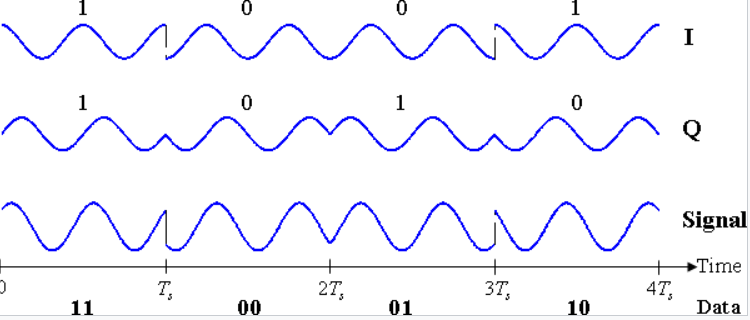 1 0 0 1
I
1 0 1 0
Q
Signal
Time
0 Ts 2Ts 3Ts 4Ts
11 00 01 10 Data